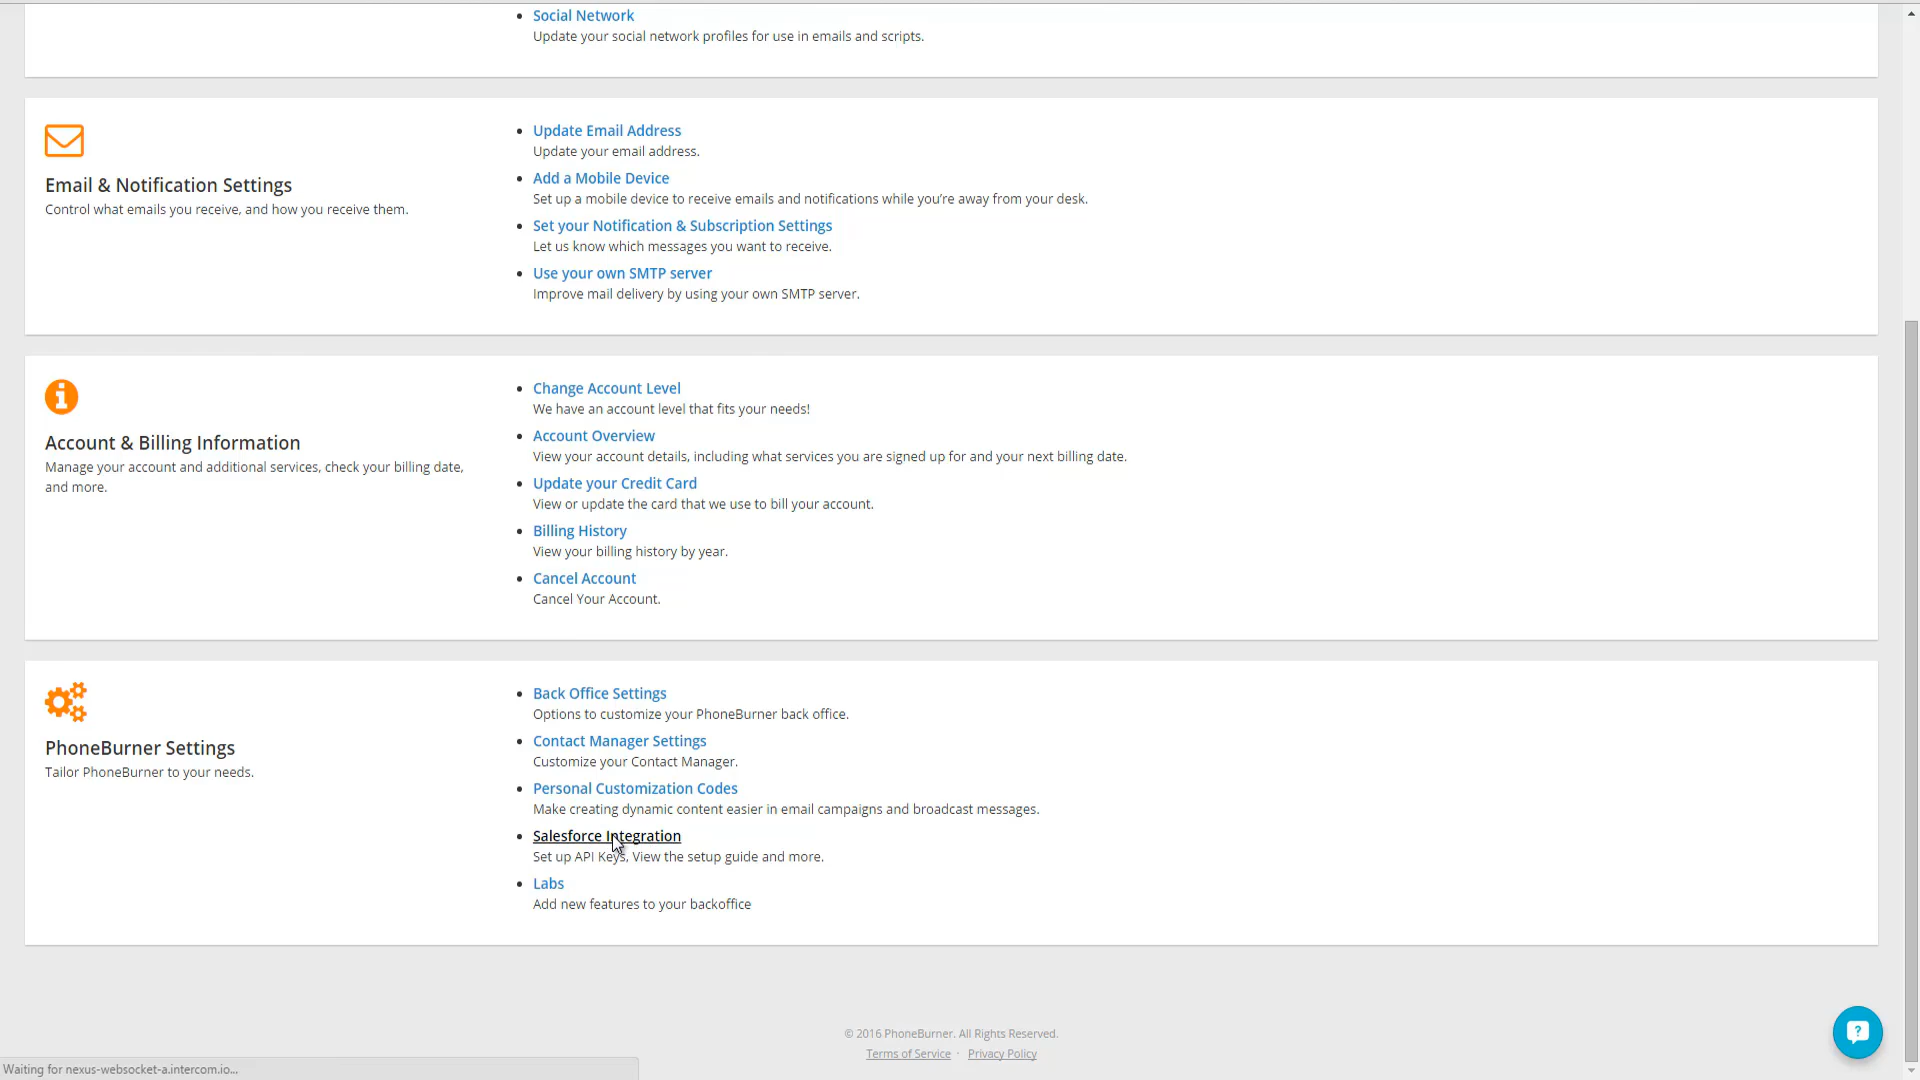 Social Network
Update your social network profiles for use in emails and scripts.
Email & Notification Settings
Control what emails you receive, and how you receive them.
Update Email Address
Update your email address.
Add a Mobile Device
Set up a mobile device to receive emails and notifications while you’re away from your desk.
Set your Notification & Subscription Settings
Let us know which messages you want to receive.
Use your own SMTP server
Improve mail delivery by using your own SMTP server.
Account & Billing Information
Manage your account and additional services, check your billing date,
and more.
Change Account Level
We have an account level that fits your needs!
Account Overview
View your account details, including what services you are signed up for and your next billing date.
Update your Credit Card
View or update the card that we use to bill your account.
Billing History
View your billing history by year.
Cancel Account
Cancel Your Account.
PhoneBurner Settings
Tailor PhoneBurner to your needs.
Back Office Settings
Options to customize your PhoneBurner back office.
Contact Manager Settings
Customize your Contact Manager.
Personal Customization Codes
Make creating dynamic content easier in email campaigns and broadcast messages.
Salesforce Integration
Set up API Keys, View the setup guide and more.
Labs
Add new features to your backoffice
© 2016 PhoneBurner. All Rights Reserved.
Terms of Service · Privacy Policy
Waiting for nexus-websocket-a.intercom.io...